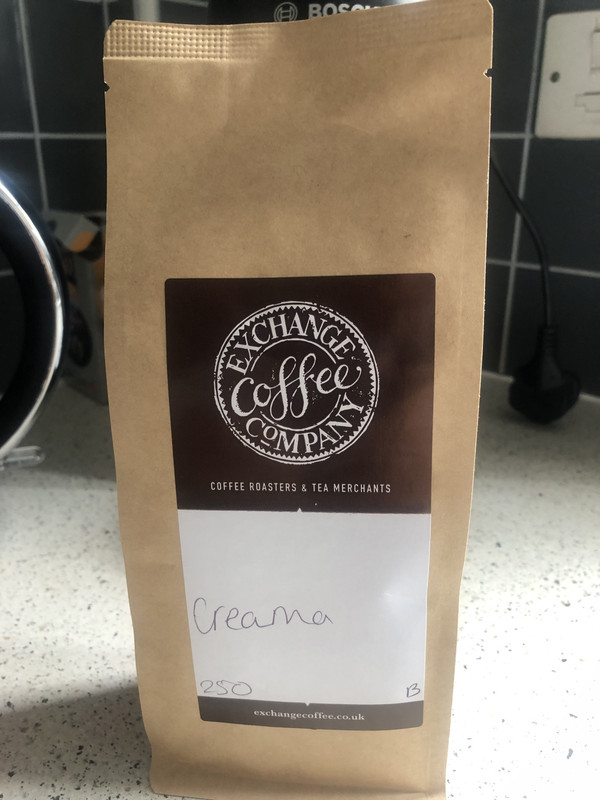 BOSCH
EXCHANGE
Coffee
COMPANY
COFFEE ROASTERS & TEA MERCHANTS
Creama
250 B
exchangecoffee.co.uk